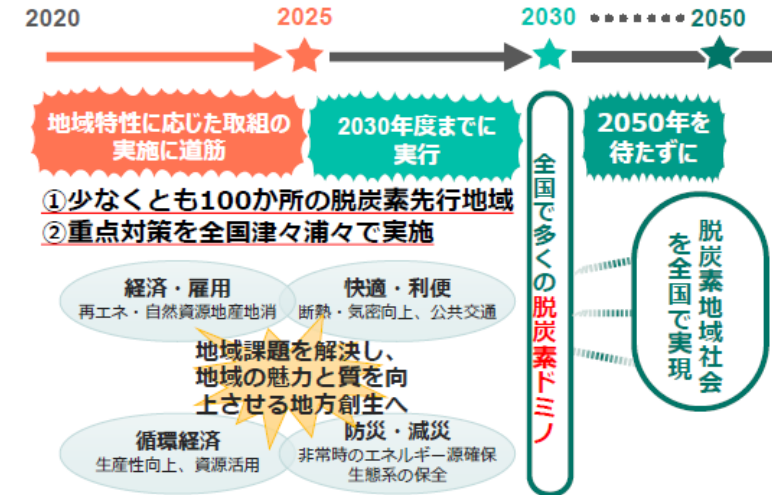 2020
2025
2030
2050
地域特性に応じた取組の
実施に道筋
2030年度までに
実行
2050年を
待たずに
①少なくとも100か所の脱炭素先行地域
②重点対策を全国津々浦々で実施
経済・雇用
再エネ・自然資源地産地消
快適・利便
断熱・気密向上、公共交通
地域課題を解決し、
地域の魅力と質を向
上させる地方創生へ
循環経済
生産性向上、資源活用
防災・減災
非常時のエネルギー源確保
生態系の保全
全国で多くの脱炭素ドミノ
脱炭素地域社会
を全国で実現